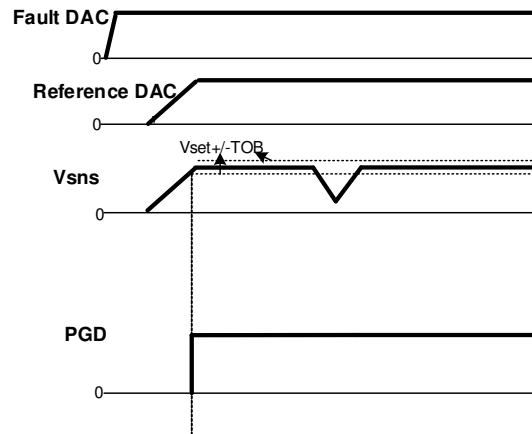 Fault DAC
0
Reference DAC
0
Vset+/-TOB
Vsns
0
PGD
0